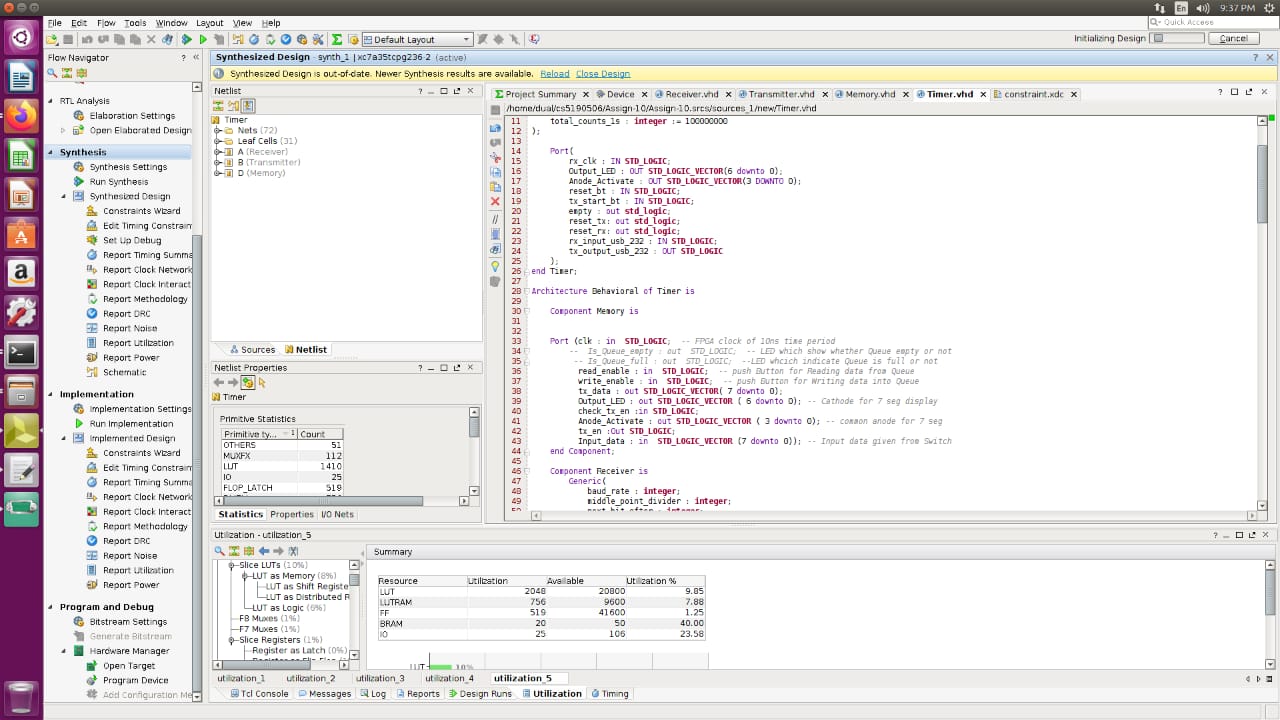 En
9:37 PM
File Edit Flow Tools Window Layout View Help
Quick Access
Default Layout
Initializing Design
Cancel
Flow Navigator
RTL Analysis
Elaboration Settings
Open Elaborated Design
Synthesis
Synthesis Settings
Run Synthesis
Synthesized Design
Constraints Wizard
Edit Timing Constrain
Set Up Debug
Report Timing Summa
Report Clock Network
Report Clock Interact
Report Methodology
Report DRC
Report Noise
Report Utilization
Report Power
Schematic
Implementation
Implementation Settings
Run Implementation
Implemented Design
Constraints Wizard
Edit Timing Constrain
Report Timing Summa
Report Clock Network
Report Clock Interact
Report Methodology
Report DRC
Report Noise
Report Utilization
Report Power
Program and Debug
Bitstream Settings
Generate Bitstream
Hardware Manager
Open Target
Program Device
Add Configuration Me
Synthesized Design - synth_1 | xc7a35tcpg236-2 (active)
Synthesized Design is out-of-date. Newer Synthesis results are available. Reload Close Design
Netlist
Timer
Nets (72)
Leaf Cells (31)
A (Receiver)
B (Transmitter)
D (Memory)
Sources Netlist
Netlist Properties
Timer
Primitive Statistics
Primitive ty... 1 Count
OTHERS 51
MUXFX 112
LUT 1410
IO 25
FLOP_LATCH 519
Statistics Properties I/O Nets
Project Summary Device Receiver.vhd Transmitter.vhd Memory.vhd Timer.vhd constraint.xdc
/home/dual/cs5190506/Assign-10/Assign-10.srcs/sources_1/new/Timer.vhd
11 total_counts_1s : integer := 100000000
12 );
13
14 Port(
15 rx_clk : IN STD_LOGIC;
16 Output_LED : OUT STD_LOGIC_VECTOR(6 downto 0);
17 Anode_Activate : OUT STD_LOGIC_VECTOR(3 DOWNTO 0);
18 reset_bt : IN STD_LOGIC;
19 tx_start_bt : IN STD_LOGIC;
20 empty : out std_logic;
21 reset_tx: out std_logic;
22 reset_rx: out std_logic;
23 rx_input_usb_232 : IN STD_LOGIC;
24 tx_output_usb_232 : OUT STD_LOGIC
25 );
26 end Timer;
27
28 Architecture Behavioral of Timer is
29
30 Component Memory is
31
32
33 Port (clk : in STD_LOGIC; -- FPGA clock of 10ns time period
34 -- Is_Queue_empty : out STD_LOGIC; -- LED which show whether Queue empty or not
35 -- Is_Queue_full : out STD_LOGIC; --LED whcich indicate Queue is full or not
36 read_enable : in STD_LOGIC; -- push Button for Reading data from Queue
37 write_enable : in STD_LOGIC; -- push Button for Writing data into Queue
38 tx_data : out STD_LOGIC_VECTOR( 7 downto 0);
39 Output_LED : out STD_LOGIC_VECTOR ( 6 downto 0); -- Cathode for 7 seg display
40 check_tx_en :in STD_LOGIC;
41 Anode_Activate : out STD_LOGIC_VECTOR ( 3 downto 0); -- common anode for 7 seg
42 tx_en :Out STD_LOGIC;
43 Input_data : in STD_LOGIC_VECTOR (7 downto 0)); -- Input data given from Switch
44 end Component;
45
46 Component Receiver is
47 Generic(
48 baud_rate : integer;
49 middle_point_divider : integer;
Utilization - utilization_5
Slice LUTs (10%)
LUT as Memory (8%)
LUT as Shift Registe
LUT as Distributed R
LUT as Logic (6%)
F8 Muxes (1%)
F7 Muxes (1%)
Slice Registers (1%)
Register as Latch (0%)
Summary
Resource Utilization Available Utilization %
LUT 2048 20800 9.85
LUTRAM 756 9600 7.88
FF 519 41600 1.25
BRAM 20 50 40.00
IO 25 106 23.58
LUT 10%
utilization_1 utilization_2 utilization_3 utilization_4 utilization_5
Tcl Console Messages Log Reports Design Runs Utilization Timing